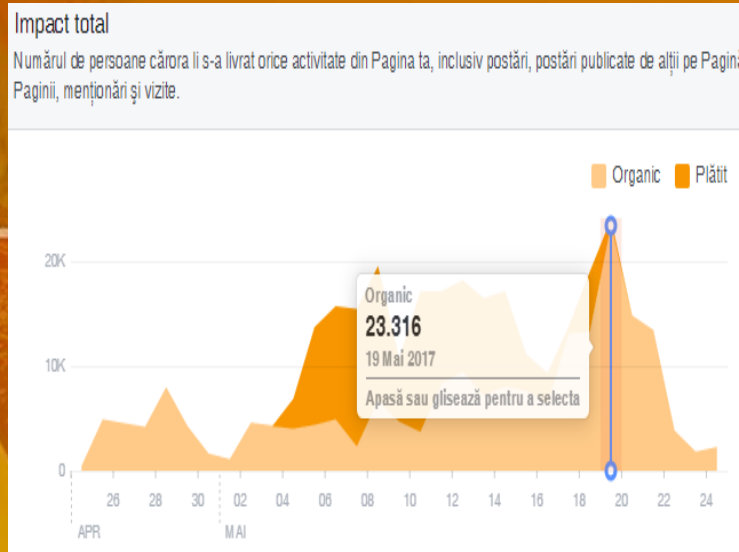 Impact total
Numărul de persoane cărora li s-a livrat orice activitate din Pagina ta, inclusiv postări, postări publicate de alții pe Pagina
Paginii, menționări și vizite.
Organic Plătit
20K
10K
0
Organic
23.316
19 Mai 2017
Apasă sau glisează pentru a selecta
26 28 30 02 04 06 08 10 12 14 16 18 20 22 24
APR MAI